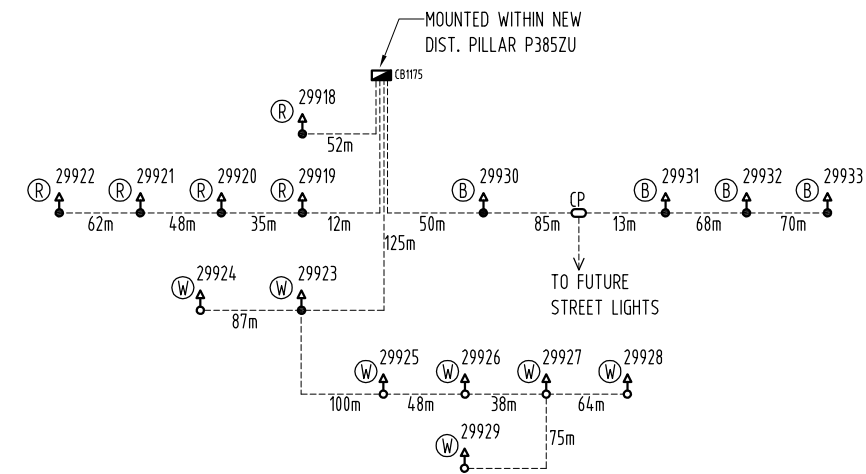 MOUNTED WITHIN NEW
DIST. PILLAR P385ZU
CB1175
R 29918
52m
R 29922
R 29921
R 29920
R 29919
B 29930
CP
B 29931
B 29932
B 29933
62m
48m
35m
12m
50m
85m
13m
68m
70m
125m
W 29924
W 29923
87m
TO FUTURE
STREET LIGHTS
W 29925
W 29926
W 29927
W 29928
100m
48m
38m
64m
W 29929
75m